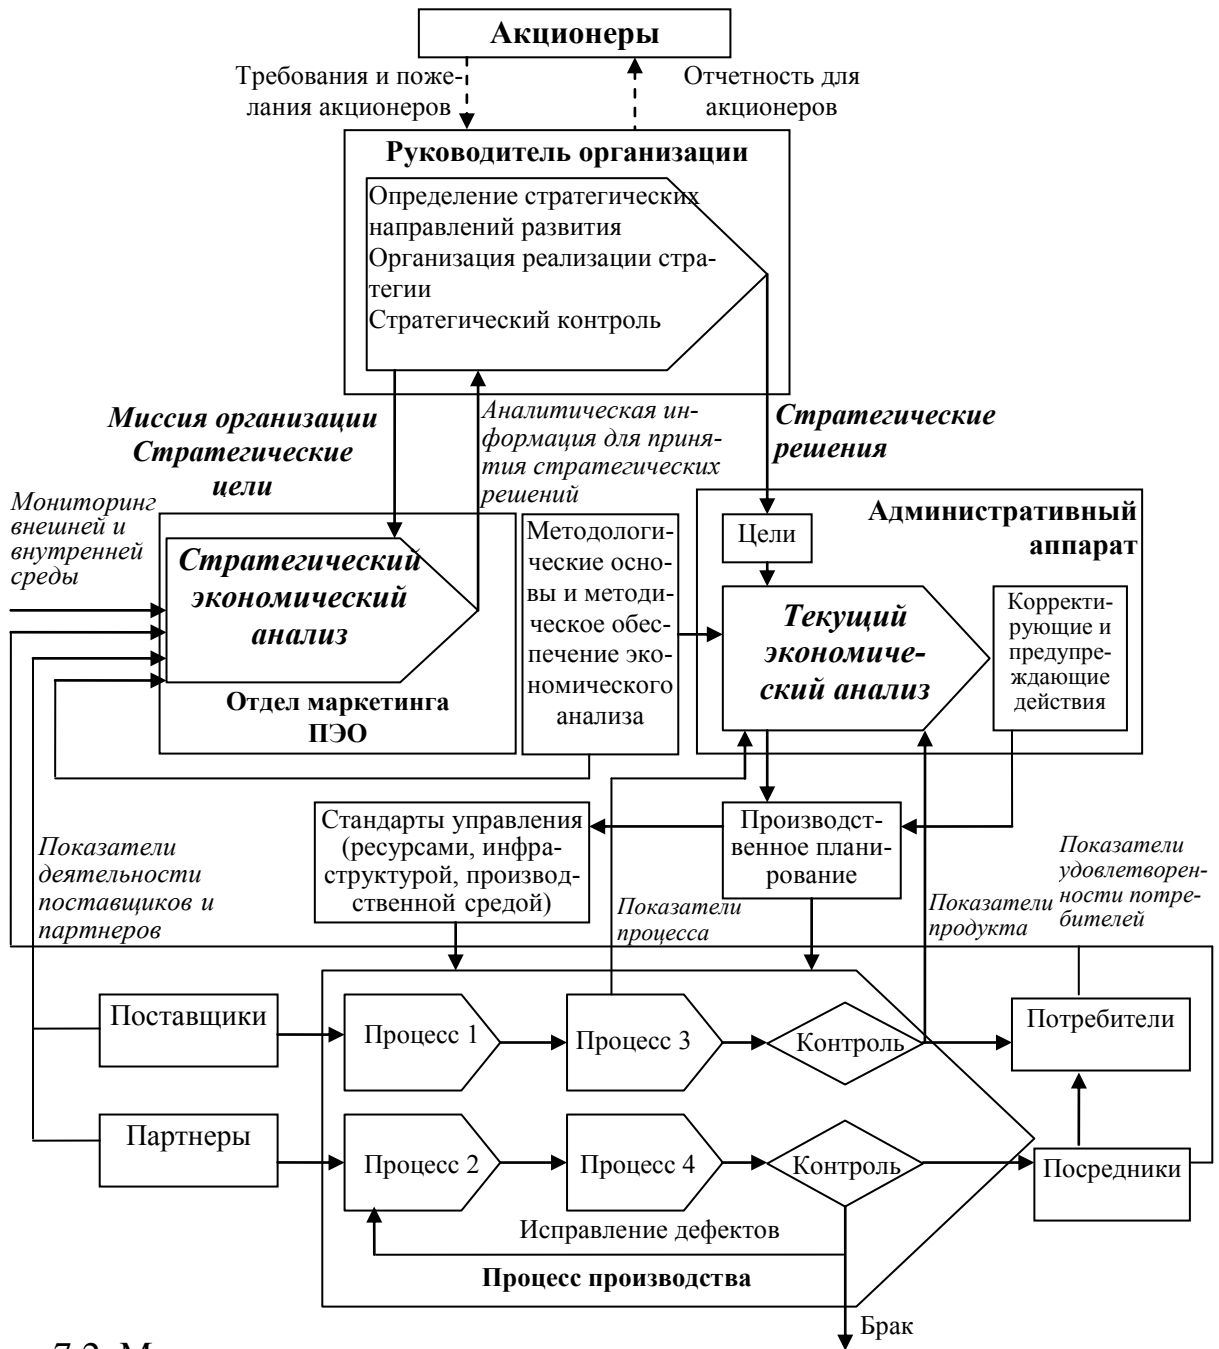 Акционеры
Требования и поже-
лания акционеров
Отчетность для
акционеров
Руководитель организации
Определение стратегических
направлений развития
Организация реализации стра-
тегии
Стратегический контроль
Миссия организации
Стратегические
цели
Аналитическая ин-
формация для приня-
тия стратегических
решений
Стратегические
решения
Мониторинг
внешней и
внутренней
среды
Стратегический
экономический
анализ
Отдел маркетинга
ПЭО
Методологи-
ческие осно-
вы и методи-
ческое обес-
печение эко-
номического
анализа
Административный
аппарат
Цели
Текущий
экономиче-
ский анализ
Корректи-
рующие и
предупре-
ждающие
действия
Стандарты управления
(ресурсами, инфра-
структурой, производ-
ственной средой)
Производст-
венное плани-
рование
Показатели
деятельности
поставщиков и
партнеров
Показатели
процесса
Показатели
продукта
Показатели
удовлетворен-
ности потре-
бителей
Поставщики
Процесс 1
Процесс 3
Контроль
Потребители
Партнеры
Процесс 2
Процесс 4
Контроль
Посредники
Исправление дефектов
Процесс производства
Брак